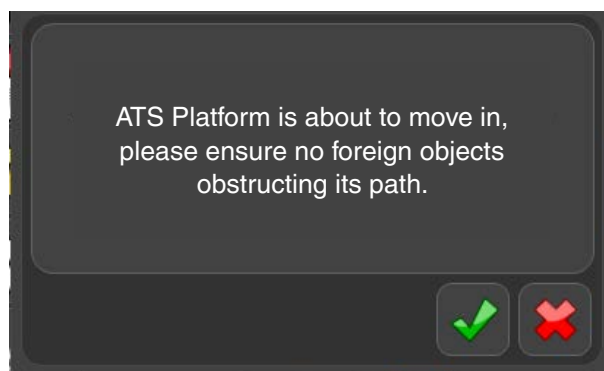 ATS Platform is about to move in,
please ensure no foreign objects
obstructing its path.